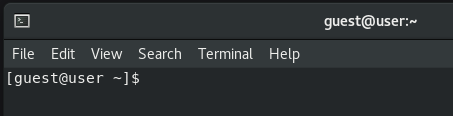 guest@user:~
File Edit View Search Terminal Help
[guest@user ~]$